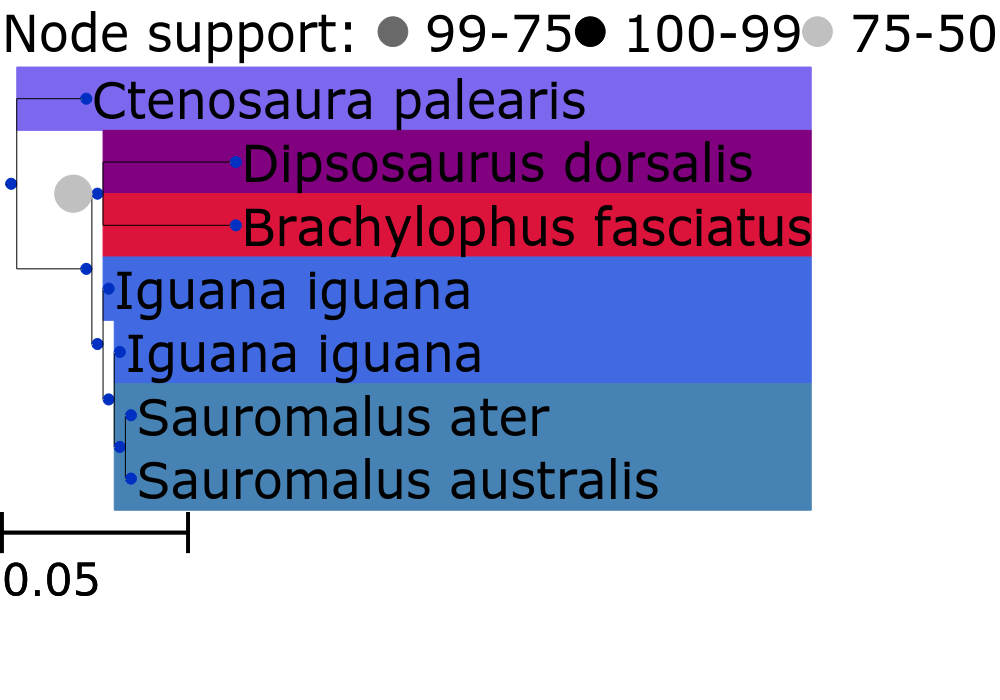 Node support: 99-75 100-99 75-50
Ctenosaura palearis
Dipsosaurus dorsalis
Brachylophus fasciatus
Iguana iguana
Iguana iguana
Sauromalus ater
Sauromalus australis
0.05